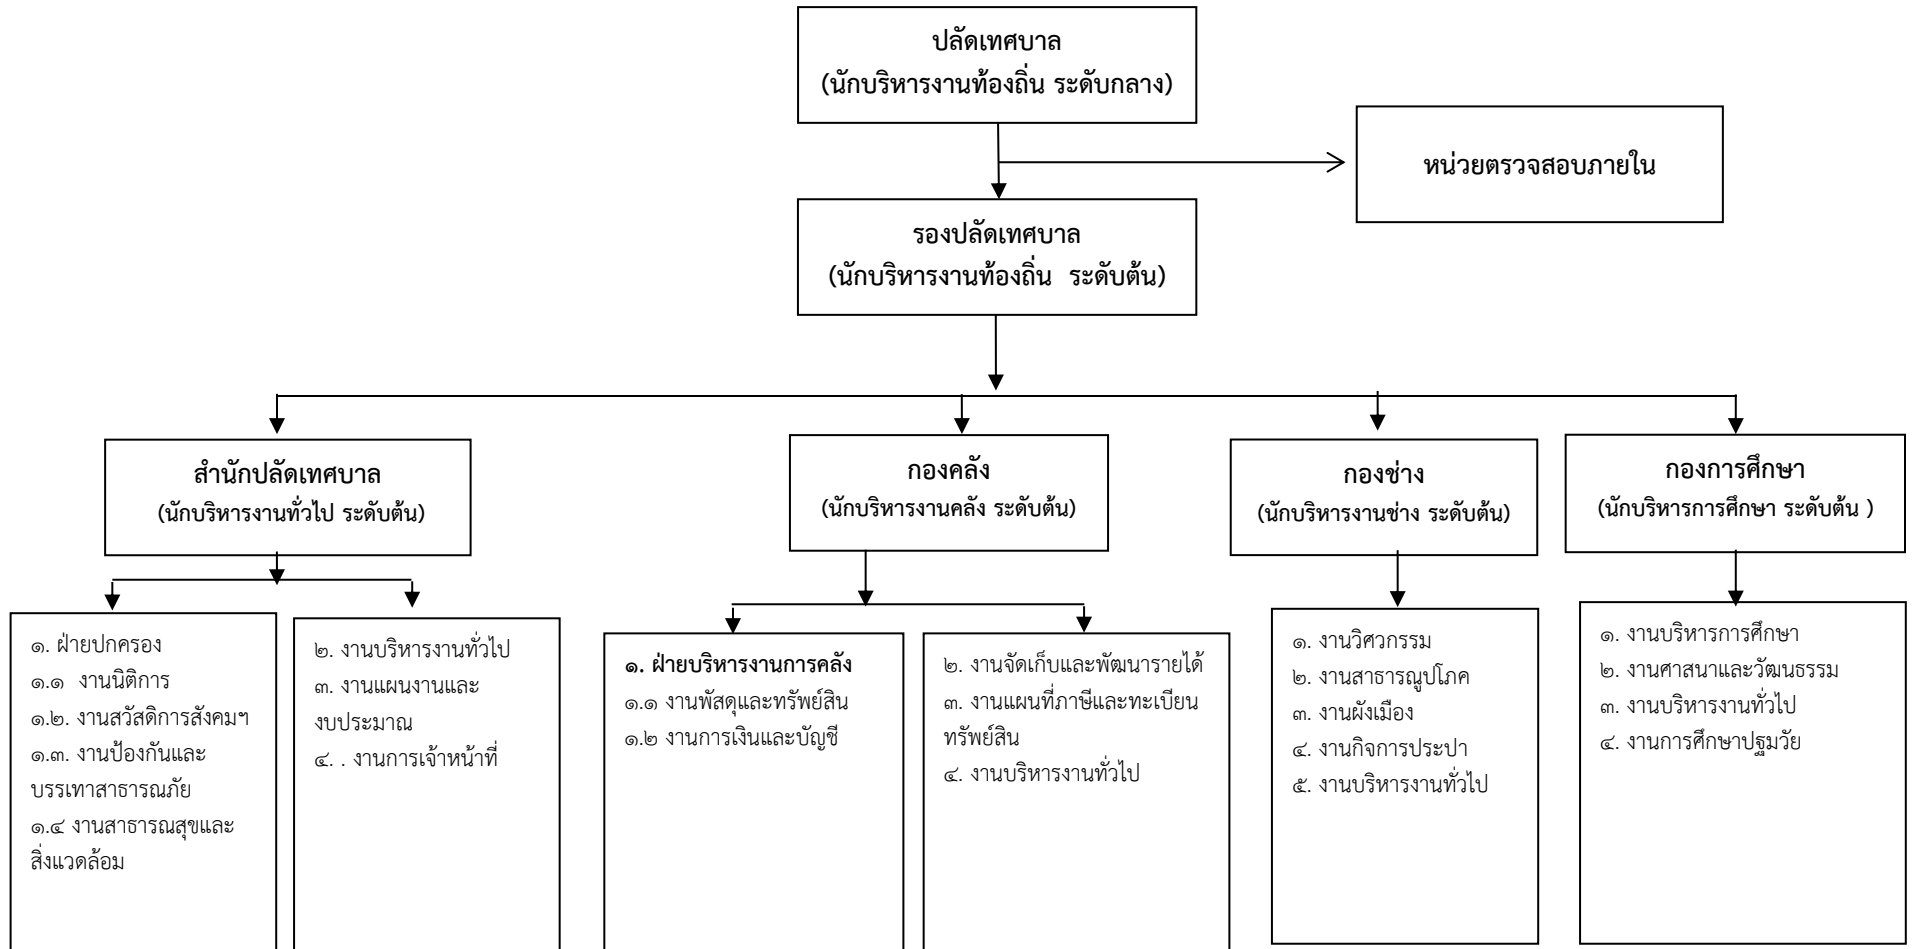 ปลัดเทศบาล
(นักบริหารงานท้องถิ่น ระดับกลาง)
หน่วยตรวจสอบภายใน
รองปลัดเทศบาล
(นักบริหารงานท้องถิ่น ระดับต้น)
สำนักปลัดเทศบาล
(นักบริหารงานทั่วไป ระดับต้น)
กองคลัง
(นักบริหารงานคลัง ระดับต้น)
กองช่าง
(นักบริหารงานช่าง ระดับต้น)
กองการศึกษา
(นักบริหารการศึกษา ระดับต้น )
๑. ฝ่ายปกครอง
๑.๑ งานนิติการ
๑.๒. งานสวัสดิการสังคมฯ
๑.๓. งานป้องกันและ
บรรเทาสาธารณภัย
๑.๔ งานสาธารณสุขและ
สิ่งแวดล้อม
๒. งานบริหารงานทั่วไป
๓. งานแผนงานและ
งบประมาณ
๔. . งานการเจ้าหน้าที่
๑. ฝ่ายบริหารงานการคลัง
๑.๑ งานพัสดุและทรัพย์สิน
๑.๒ งานการเงินและบัญชี
๒. งานจัดเก็บและพัฒนารายได้
๓. งานแผนที่ภาษีและทะเบียน
ทรัพย์สิน
๔. งานบริหารงานทั่วไป
๑. งานวิศวกรรม
๒. งานสาธารณูปโภค
๓. งานผังเมือง
๔. งานกิจการประปา
๕. งานบริหารงานทั่วไป
๑. งานบริหารการศึกษา
๒. งานศาสนาและวัฒนธรรม
๓. งานบริหารงานทั่วไป
๔. งานการศึกษาปฐมวัย